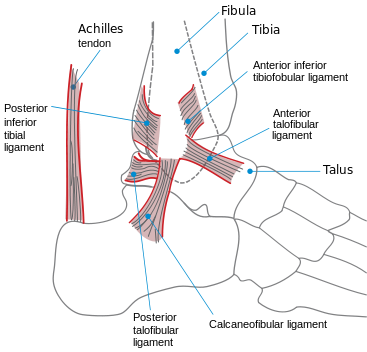 Fibula
Achilles
tendon
Tibia
Anterior inferior
tibiofobular ligament
Posterior
inferior
tibial
ligament
Anterior
talofibular
ligament
Talus
Posterior
talofibular
ligament
Calcaneofibular ligament